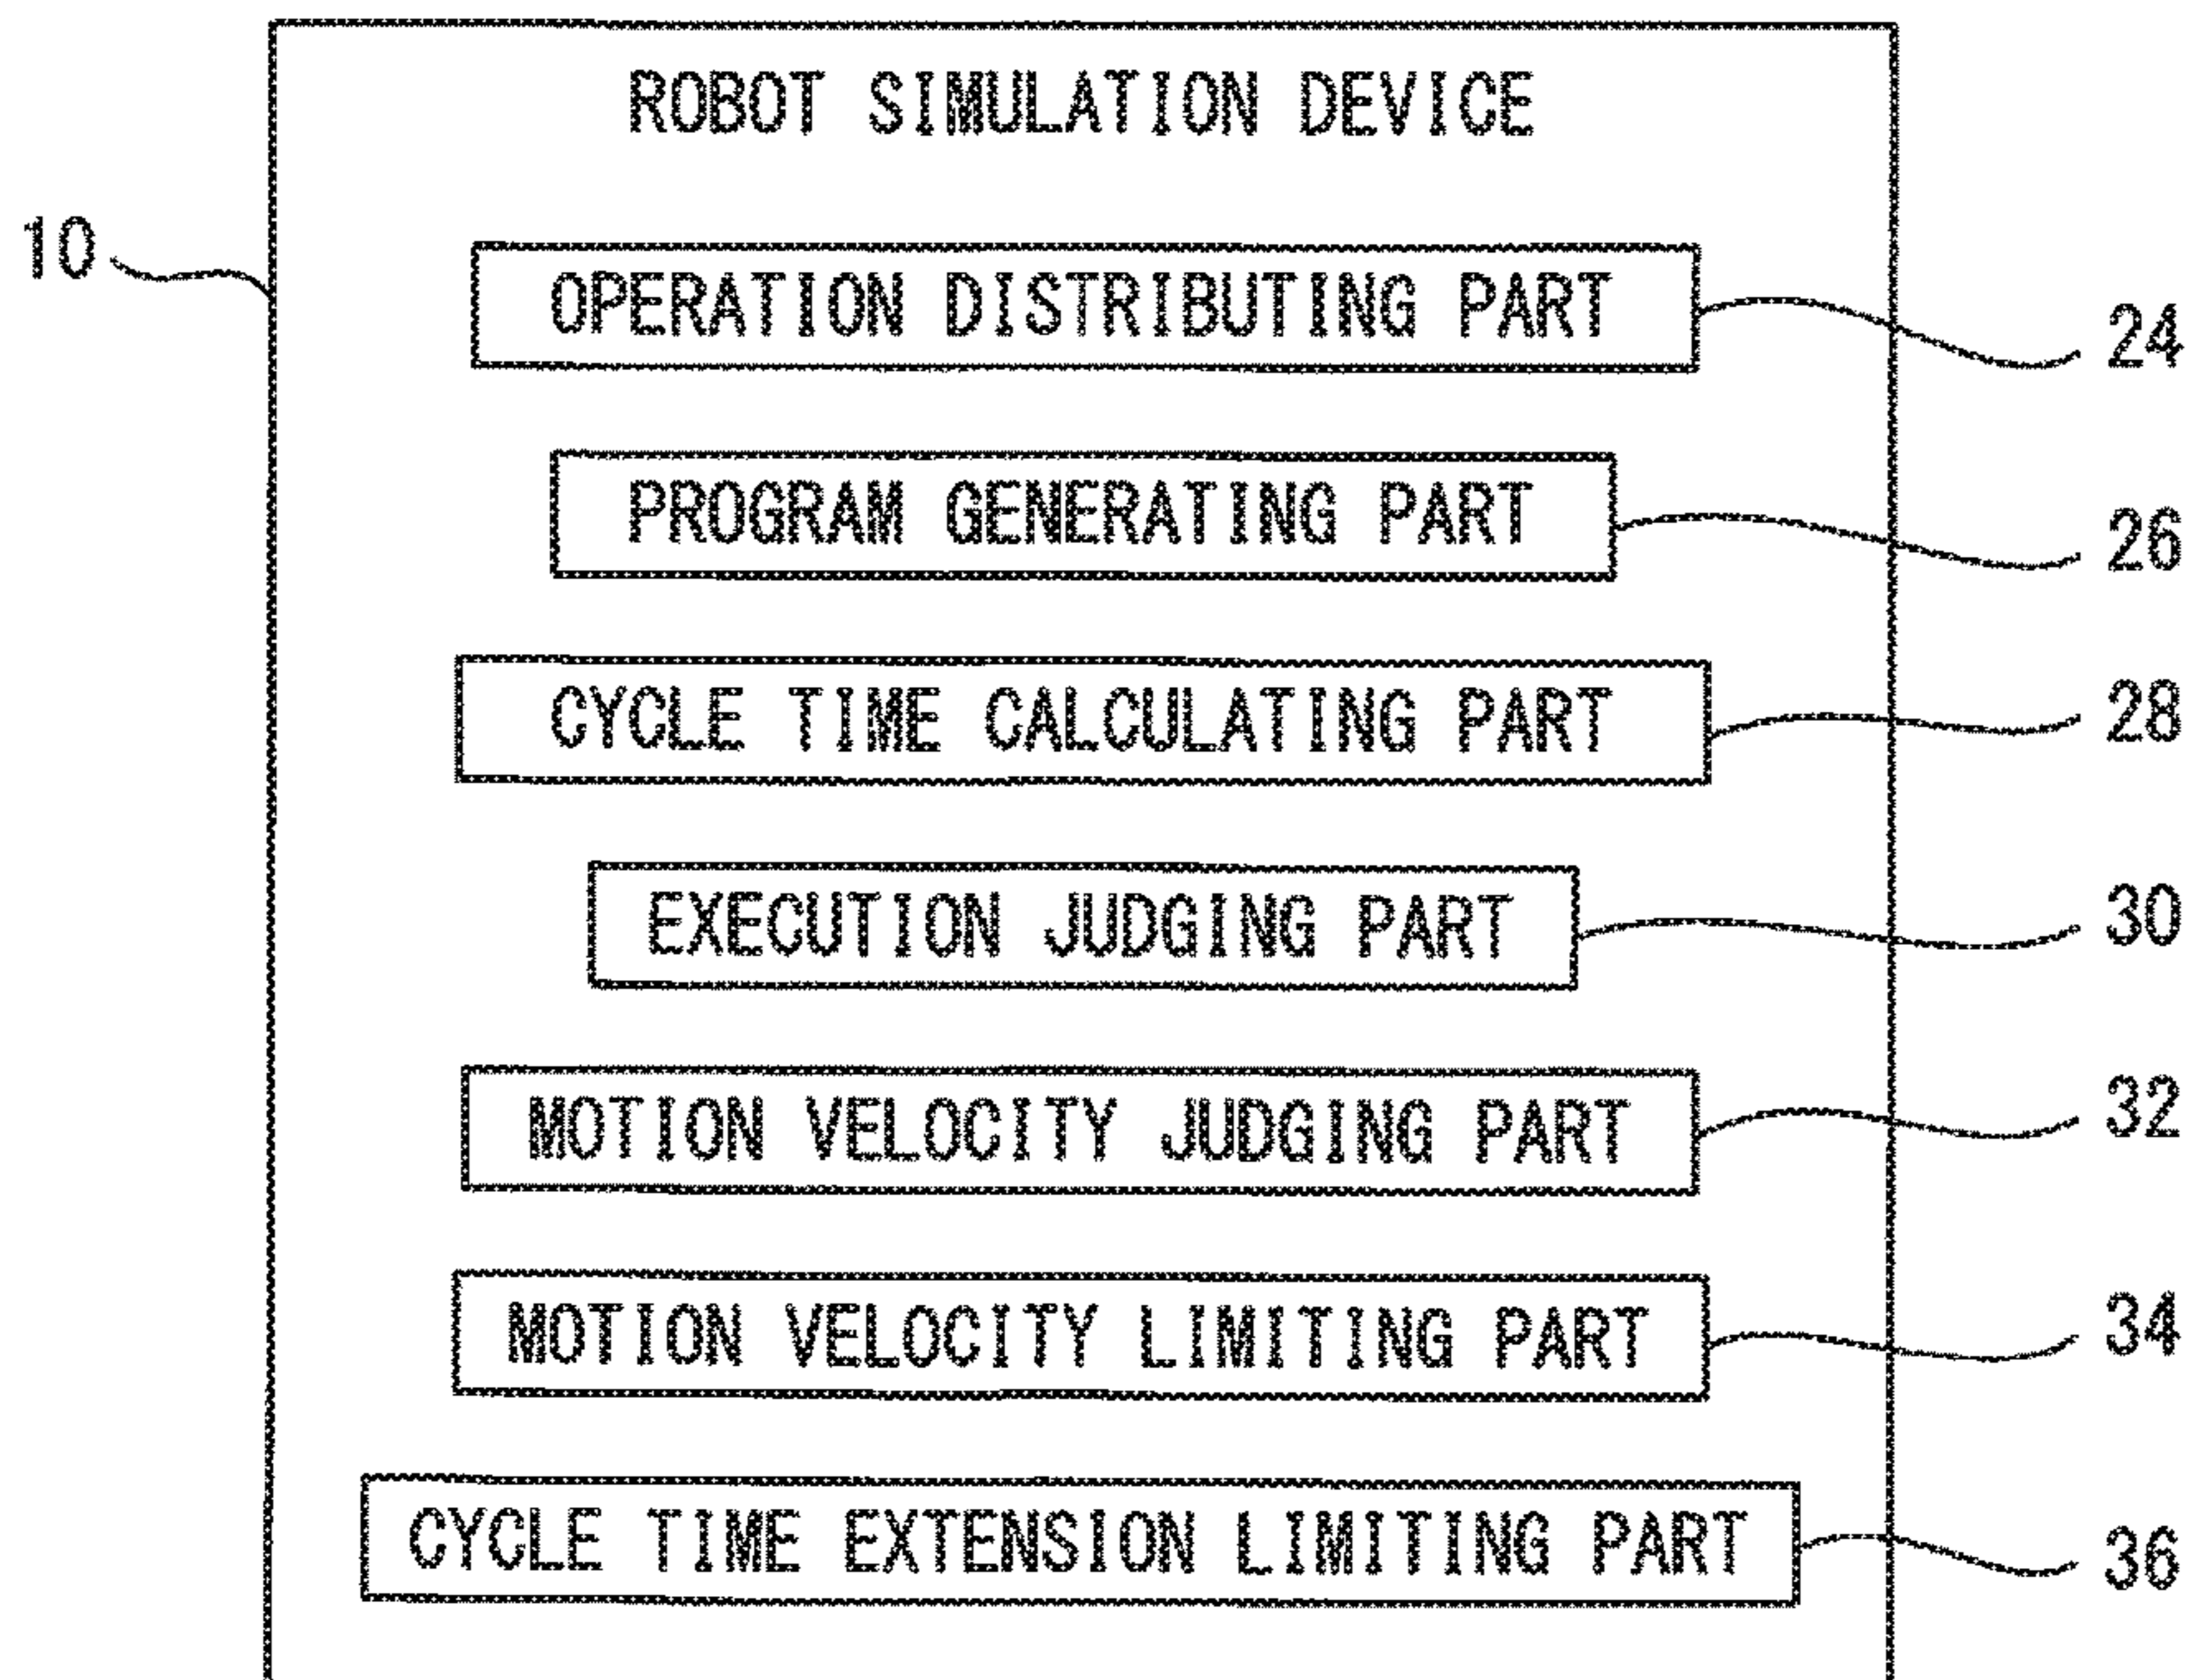 ROBOT SIMULATION DEVICE
10
OPERATION DISTRIBUTING PART
24
PROGRAM GENERATING PART
26
CYCLE TIME CALCULATING PART
28
EXECUTION JUDGING PART
30
MOTION VELOCITY JUDGING PART
32
MOTION VELOCITY LIMITING PART
34
CYCLE TIME EXTENSION LIMITING PART
36